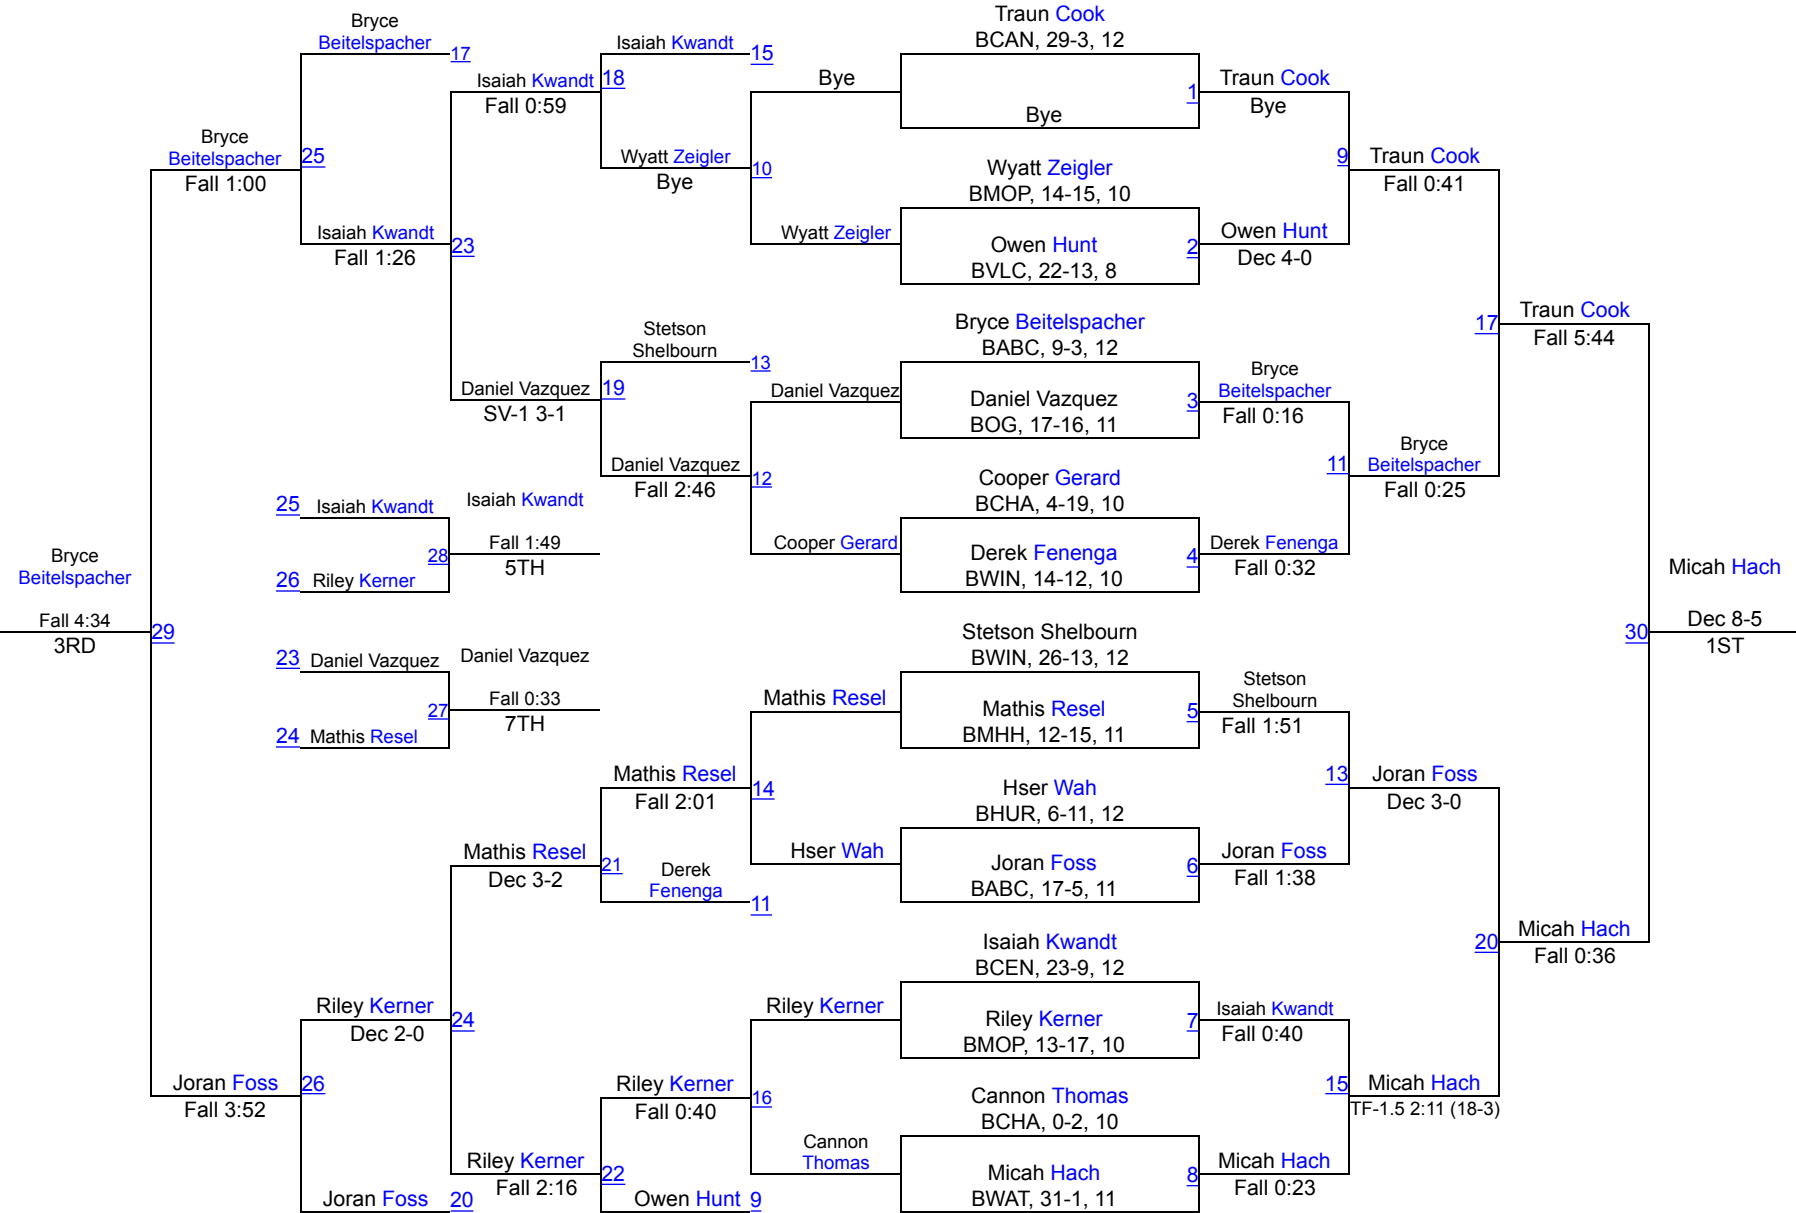 Bryce
Beitelspacher
17
Isaiah Kwandt
Fall 0:59
18
Isaiah Kwandt
15
Bye
Traun Cook
BCAN, 29-3, 12
Bye
1
Traun Cook
Bye
Bryce
Beitelspacher
Fall 1:00
25
Wyatt Zeigler
Bye
10
Wyatt Zeigler
BMOP, 14-15, 10
9
Traun Cook
Fall 0:41
Isaiah Kwandt
Fall 1:26
23
Wyatt Zeigler
Owen Hunt
BVLC, 22-13, 8
2
Owen Hunt
Dec 4-0
Stetson
Shelbourn
13
Bryce Beitelspacher
BABC, 9-3, 12
17
Traun Cook
Fall 5:44
Daniel Vazquez
SV-1 3-1
19
Daniel Vazquez
Daniel Vazquez
BOG, 17-16, 11
3
Bryce
Beitelspacher
Fall 0:16
Daniel Vazquez
Fall 2:46
12
Cooper Gerard
BCHA, 4-19, 10
11
Bryce
Beitelspacher
Fall 0:25
25
Isaiah Kwandt
Isaiah Kwandt
Fall 1:49
5TH
28
26
Riley Kerner
Cooper Gerard
Derek Fenenga
BWIN, 14-12, 10
4
Derek Fenenga
Fall 0:32
Bryce
Beitelspacher
Fall 4:34
3RD
29
Micah Hach
Dec 8-5
1ST
30
23
Daniel Vazquez
Daniel Vazquez
Fall 0:33
7TH
27
24
Mathis Resel
Stetson Shelbourn
BWIN, 26-13, 12
Mathis Resel
Mathis Resel
BMHH, 12-15, 11
5
Stetson
Shelbourn
Fall 1:51
Mathis Resel
Fall 2:01
14
Hser Wah
BHUR, 6-11, 12
13
Joran Foss
Dec 3-0
Mathis Resel
Dec 3-2
21
Derek
Fenenga
11
Hser Wah
Joran Foss
BABC, 17-5, 11
6
Joran Foss
Fall 1:38
Isaiah Kwandt
BCEN, 23-9, 12
20
Micah Hach
Fall 0:36
Riley Kerner
Dec 2-0
24
Riley Kerner
Riley Kerner
BMOP, 13-17, 10
7
Isaiah Kwandt
Fall 0:40
Joran Foss
Fall 3:52
26
Riley Kerner
Fall 0:40
16
Cannon Thomas
BCHA, 0-2, 10
15
Micah Hach
TF-1.5 2:11 (18-3)
Riley Kerner
Fall 2:16
22
Cannon
Thomas
Micah Hach
BWAT, 31-1, 11
8
Micah Hach
Fall 0:23
Joran Foss
20
Owen Hunt
9